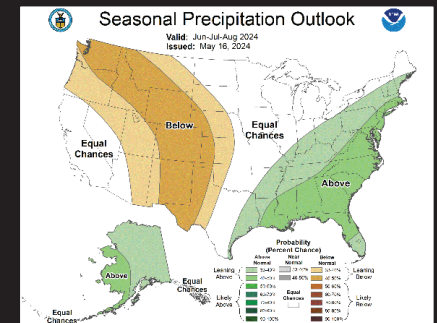 Seasonal Precipitation Outlook
Valid: Jun-Jul-Aug 2024
Issued: May 16, 2024
Below
Equal
Chances
Equal
Chances
Above
Above
Equal
Chances
Equal
Chances
Probability
(Percent Chance)
Above
Normal
Near
Normal
Below
Normal
Leaning
Above
Likely
Above
Equal
Chances
Leaning
Below
Likely
Below